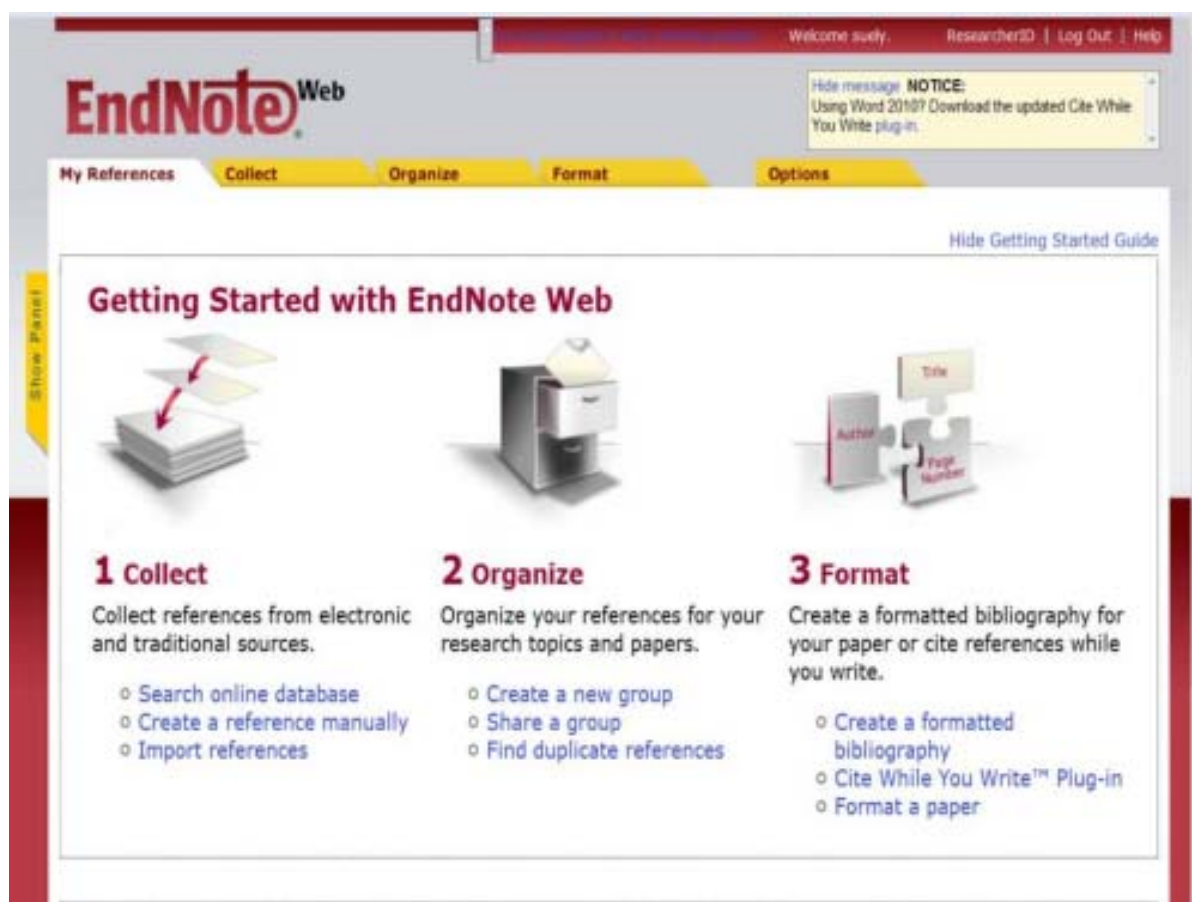 Welcome suely. ResearcherID | Log Out | Help
EndNote Web
Hide message NOTICE:
Using Word 2010? Download the updated Cite While
You Write plug-in.
My References Collect Organize Format Options
Hide Getting Started Guide
Show Panel
Getting Started with EndNote Web
Title
Author
Page
Number
1 Collect
Collect references from electronic
and traditional sources.
Search online database
Create a reference manually
Import references
2 Organize
Organize your references for your
research topics and papers.
Create a new group
Share a group
Find duplicate references
3 Format
Create a formatted bibliography for
your paper or cite references while
you write.
Create a formatted
bibliography
Cite While You Write™ Plug-in
Format a paper